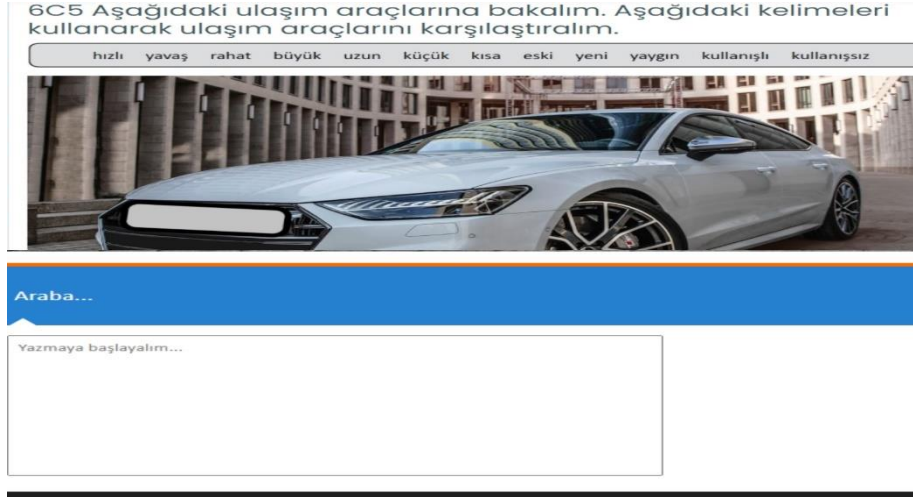 6C5 Aşağıdaki ulaşım araçlarına bakalım. Aşağıdaki kelimeleri
kullanarak ulaşım araçlarını karşılaştıralım.
hızlı yavaş rahat büyük uzun küçük kısa eski yeni yaygın kullanışlı kullanışsız
Araba...
Yazmaya başlayalım...